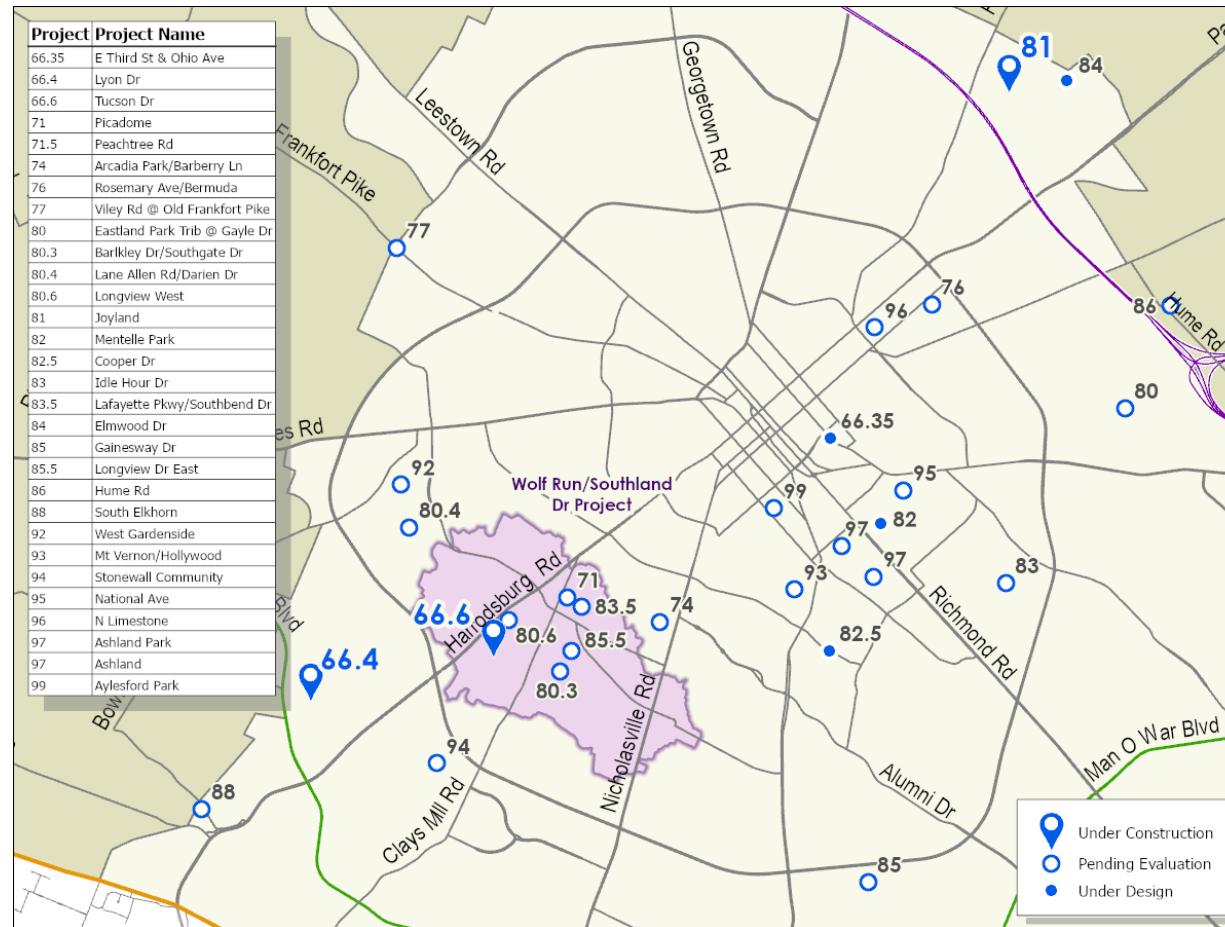 Project Project Name
66.35 E Third St & Ohio Ave
66.4 Lyon Dr
66.6 Tucson Dr
71 Picadome
71.5 Peachtree Rd
74 Arcadia Park/Barberry Ln
76 Rosemary Ave/Bermuda
77 Viley Rd @ Old Frankfort Pike
80 Eastland Park Trib @ Gayle Dr
80.3 Barlkley Dr/Southgate Dr
80.4 Lane Allen Rd/Darien Dr
80.6 Longview West
81 Joyland
82 Mentelle Park
82.5 Cooper Dr
83 Idle Hour Dr
83.5 Lafayette Pkwy/Southbend Dr
84 Elmwood Dr
85 Gainesway Dr
85.5 Longview Dr East
86 Hume Rd
88 South Elkhorn
92 West Gardenside
93 Mt Vernon/Hollywood
94 Stonewall Community
95 National Ave
96 N Limestone
97 Ashland Park
97 Ashland
99 Aylesford Park
81
84
Georgetown Rd
Leestown Rd
Frankfort Pike
77
76
96
86
Hume Rd
80
66.35
es Rd
92
Wolf Run/Southland
Dr Project
95
99
80.4
82
97
97
93
83
Harrodsburg Rd
71
83.5
74
66.6
80.6
85.5
80.3
82.5
Richmond Rd
Blvd
66.4
Bow
Nicholasville Rd
94
88
Clays Mll Rd
Alumni Dr
Man O War Blvd
85
Under Construction
Pending Evaluation
Under Design